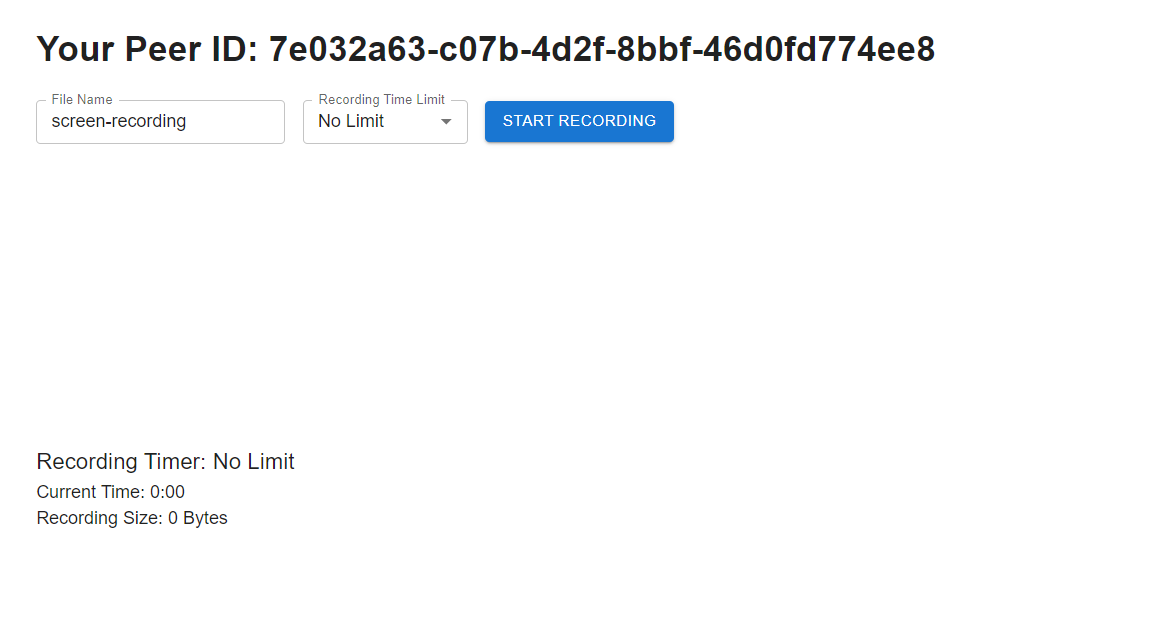 Your Peer ID: 7e032a63-c07b-4d2f-8bbf-46d0fd774ee8
File Name
screen-recording
Recording Time Limit
No Limit
START RECORDING
Recording Timer: No Limit
Current Time: 0:00
Recording Size: 0 Bytes